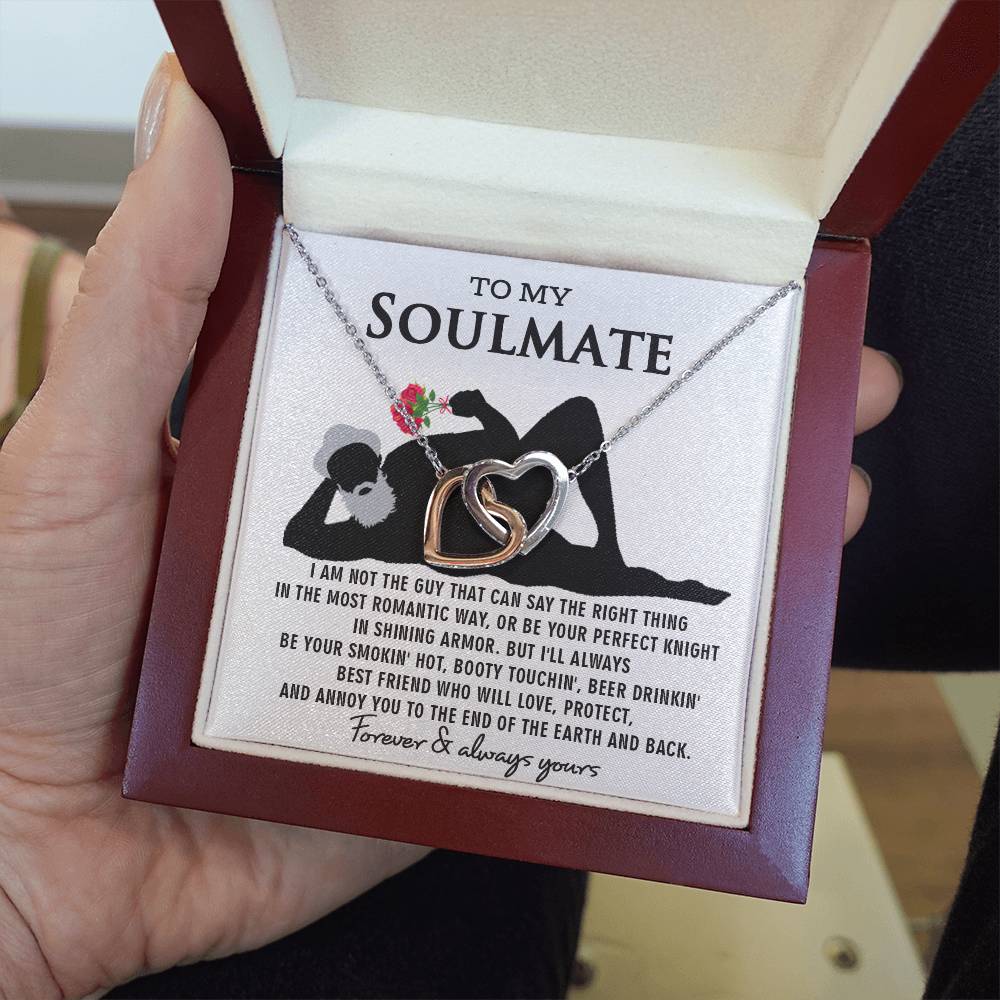 TO MY
SOULMATE
I AM NOT THE GUY THAT CAN SAY THE RIGHT THING
IN THE MOST ROMANTIC WAY, OR BE YOUR PERFECT KNIGHT
IN SHINING ARMOR. BUT I'LL ALWAYS
BE YOUR SMOKIN' HOT, BOOTY TOUCHIN', BEER DRINKIN'
BEST FRIEND WHO WILL LOVE, PROTECT,
AND ANNOY YOU TO THE END OF THE EARTH AND BACK.
Forever & always yours